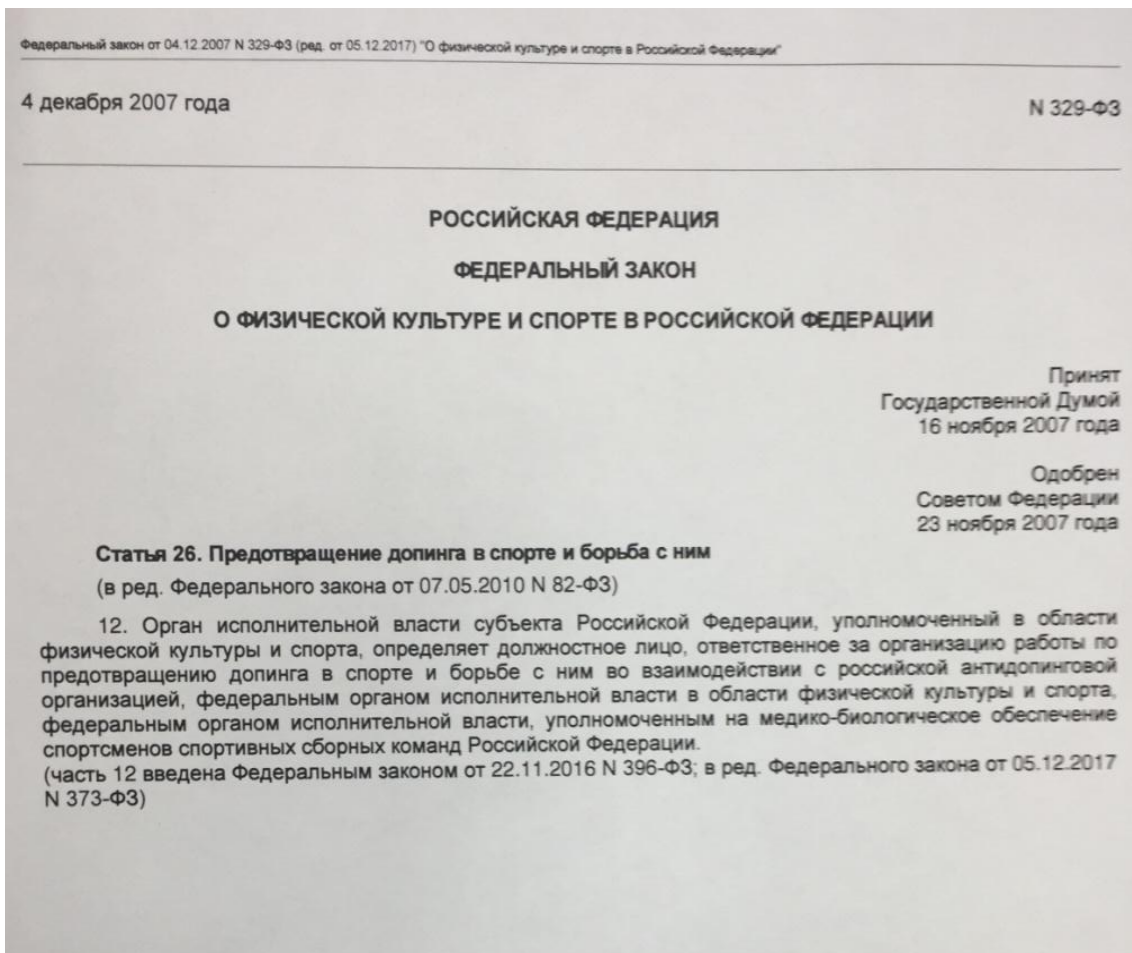 Федеральный закон от 04.12.2007 N 329-ФЗ (ред. от 05.12.2017) "О физической культуре и спорте в Российской Федерации"
4 декабря 2007 года
N 329-ФЗ
РОССИЙСКАЯ ФЕДЕРАЦИЯ
ФЕДЕРАЛЬНЫЙ ЗАКОН
О ФИЗИЧЕСКОЙ КУЛЬТУРЕ И СПОРТЕ В РОССИЙСКОЙ ФЕДЕРАЦИИ
Принят
Государственной Думой
16 ноября 2007 года
Одобрен
Советом Федерации
23 ноября 2007 года
Статья 26. Предотвращение допинга в спорте и борьба с ним
(в ред. Федерального закона от 07.05.2010 N 82-ФЗ)
12. Орган исполнительной власти субъекта Российской Федерации, уполномоченный в области
физической культуры и спорта, определяет должностное лицо, ответственное за организацию работы по
предотвращению допинга в спорте и борьбе с ним во взаимодействии с российской антидопинговой
организацией, федеральным органом исполнительной власти в области физической культуры и спорта,
федеральным органом исполнительной власти, уполномоченным на медико-биологическое обеспечение
спортсменов спортивных сборных команд Российской Федерации.
(часть 12 введена Федеральным законом от 22.11.2016 N 396-ФЗ; в ред. Федерального закона от 05.12.2017
N 373-ФЗ)